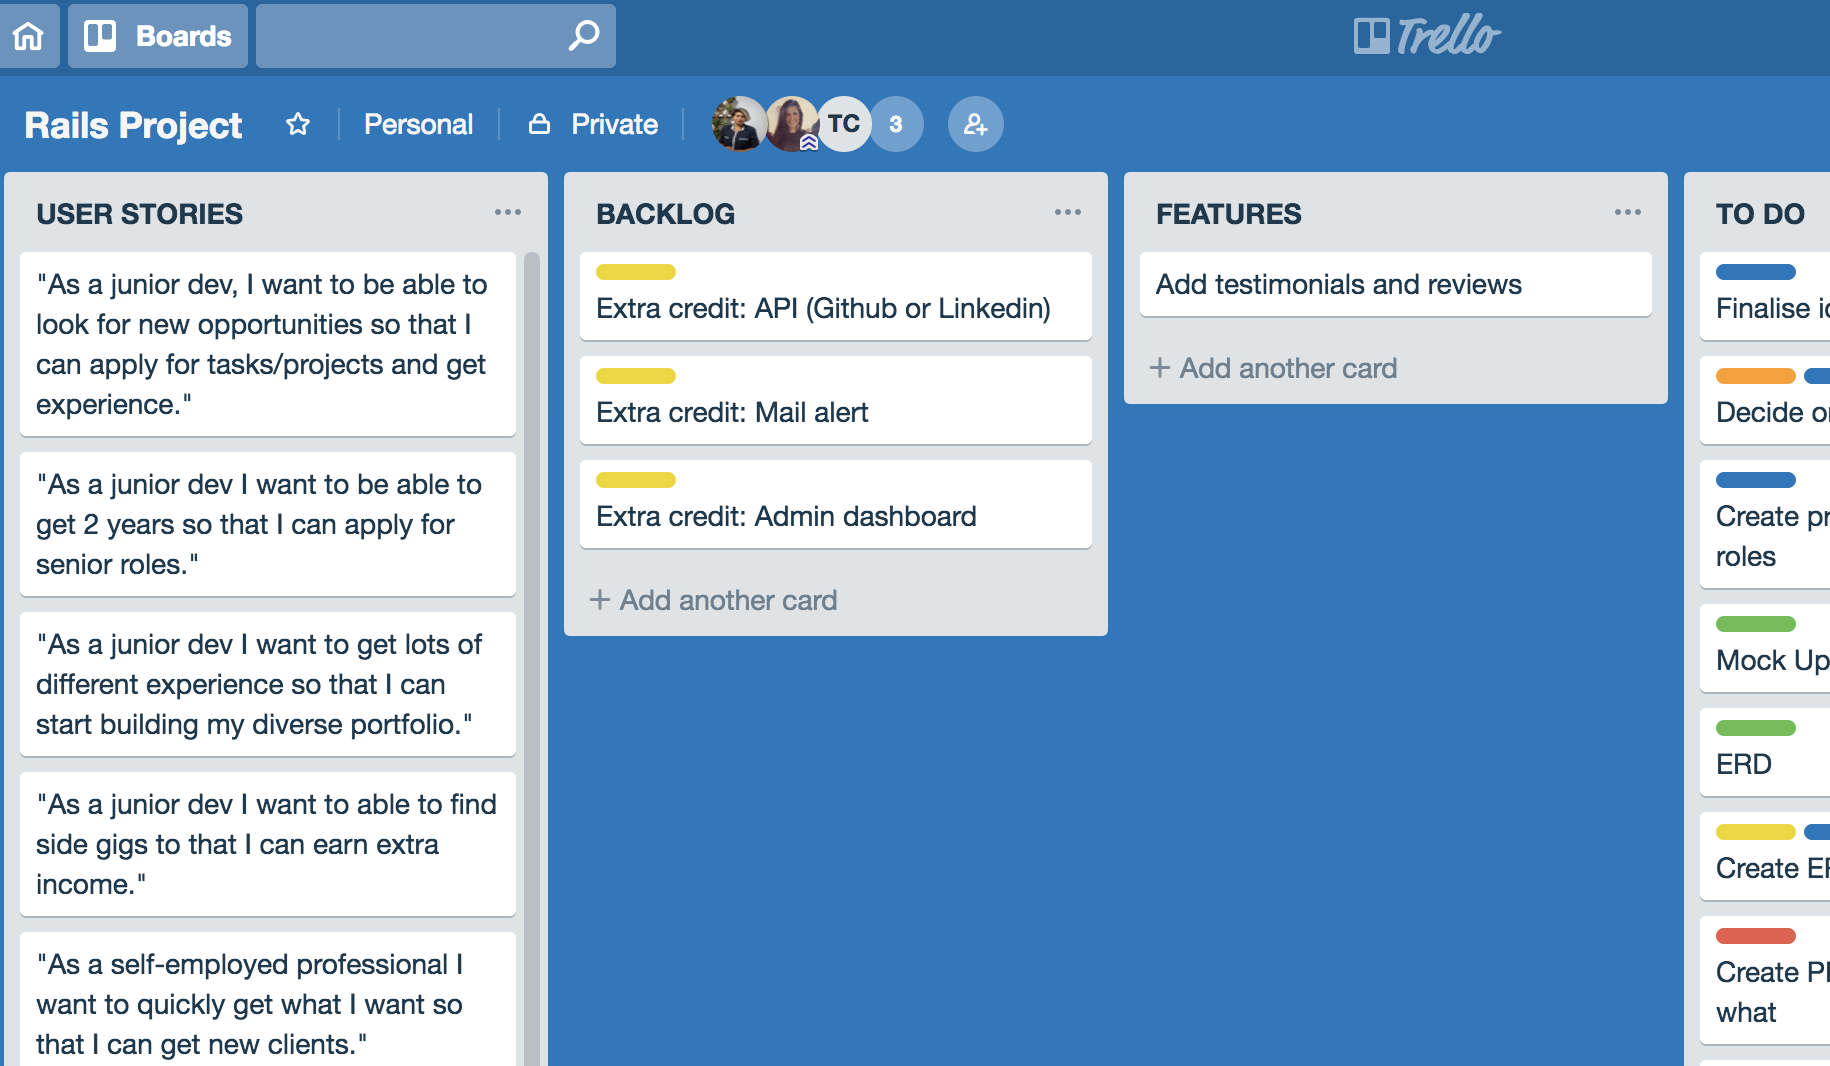 Boards
Trello
Rails Project
Personal
Private
TC
3
USER STORIES
"As a junior dev, I want to be able to
look for new opportunities so that I
can apply for tasks/projects and get
experience."
"As a junior dev I want to be able to
get 2 years so that I can apply for
senior roles."
"As a junior dev I want to get lots of
different experience so that I can
start building my diverse portfolio."
"As a junior dev I want to able to find
side gigs to that I can earn extra
income."
"As a self-employed professional I
want to quickly get what I want so
that I can get new clients."
BACKLOG
Extra credit: API (Github or Linkedin)
Extra credit: Mail alert
Extra credit: Admin dashboard
+ Add another card
FEATURES
Add testimonials and reviews
+ Add another card
TO DO
Finalise
Decide
Create
roles
Mock Up
ERD
Create
Create
what